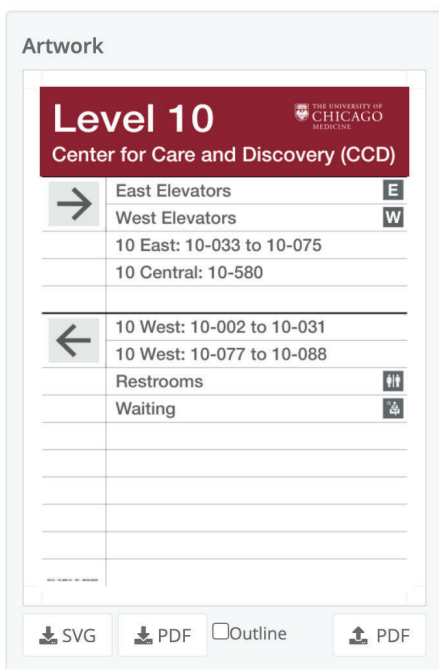 Artwork
Level 10
THE UNIVERSITY OF
CHICAGO
MEDICINE
Center for Care and Discovery (CCD)
East Elevators E
West Elevators W
10 East: 10-033 to 10-075
10 Central: 10-580
10 West: 10-002 to 10-031
10 West: 10-077 to 10-088
Restrooms
Waiting
SVG PDF Outline PDF